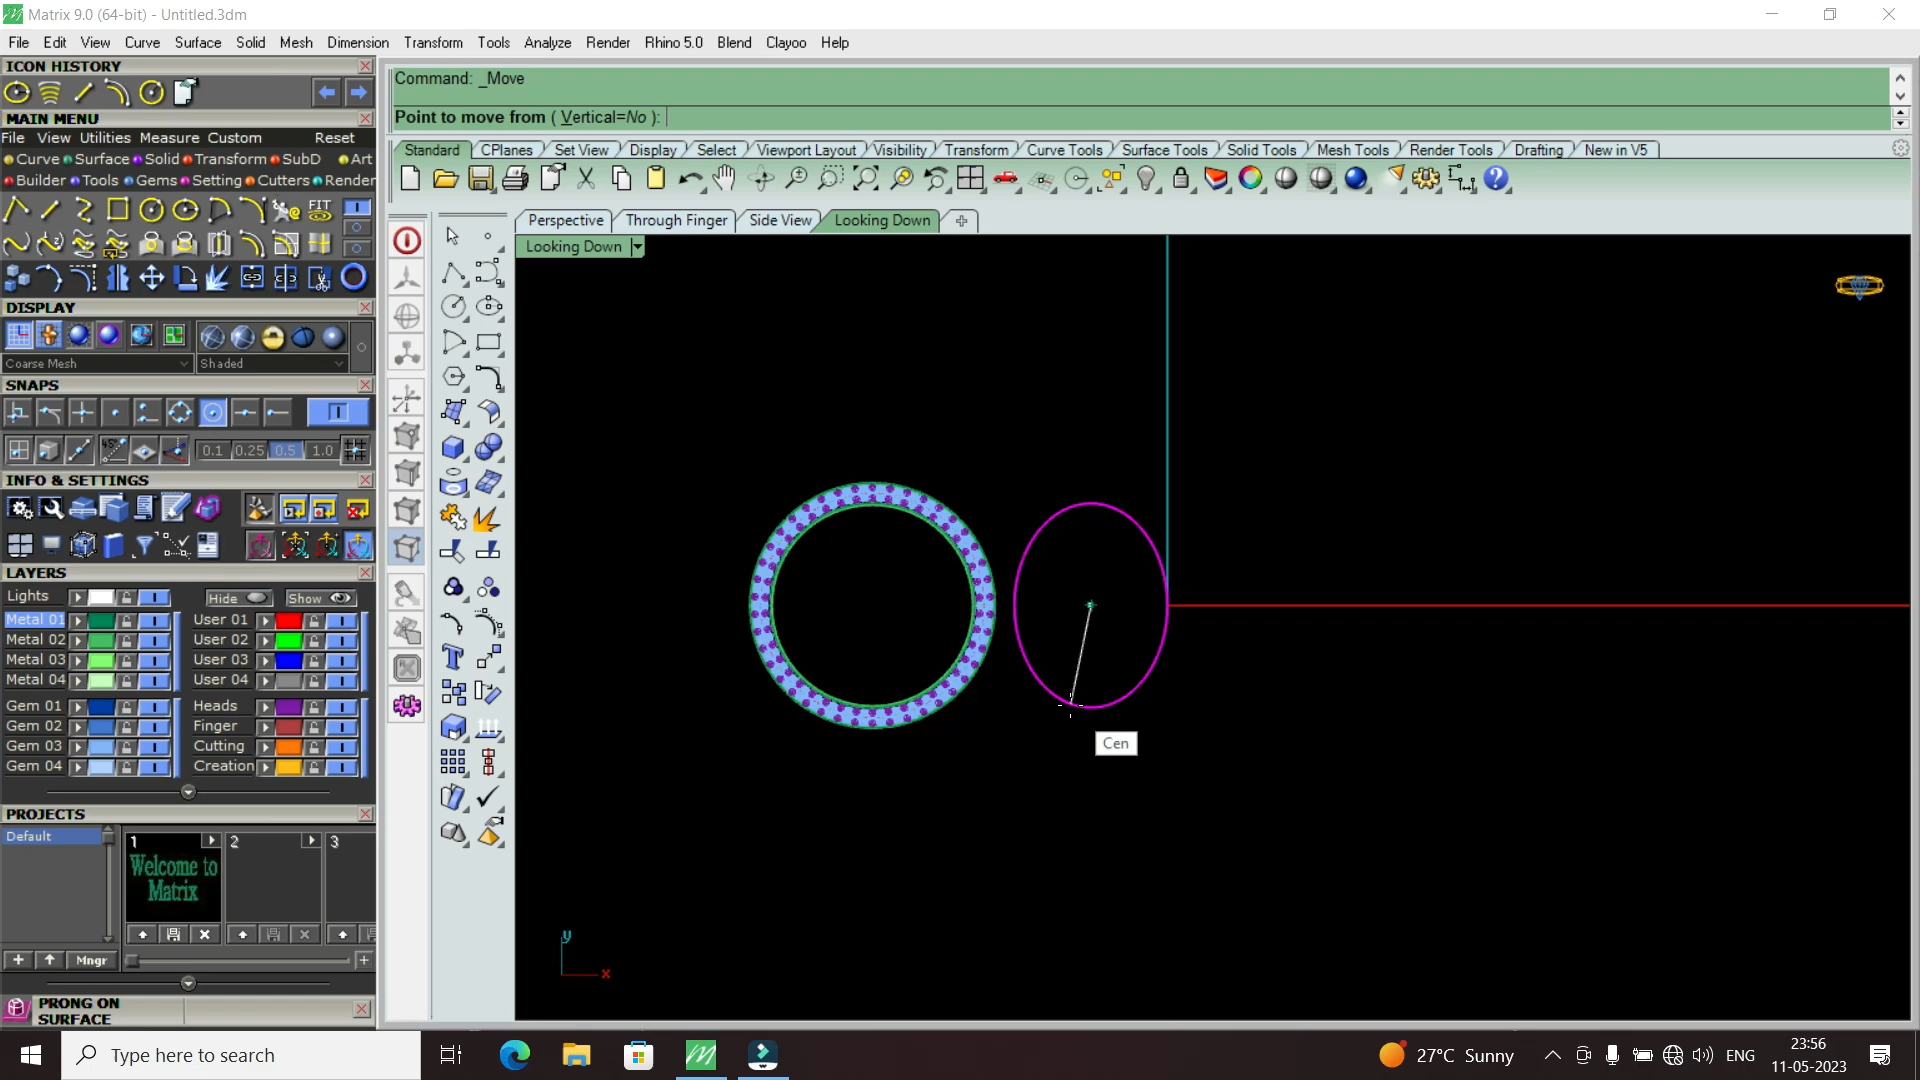 Matrix 9.0 (64-bit) - Untitled.3dm
File Edit View Curve Surface Solid Mesh Dimension Transform Tools Analyze Render Rhino 5.0 Blend Clayoo Help
ICON HISTORY
Command: _Move
Point to move from ( Vertical=No ):
MAIN MENU
File View Utilities Measure Custom Reset
Curve Surface Solid Transform SubD Art
Builder Tools Gems Setting Cutters Render
Standard CPlanes Set View Display Select Viewport Layout Visibility Transform Curve Tools Surface Tools Solid Tools Mesh Tools Render Tools Drafting New in V5
FIT
Perspective Through Finger Side View Looking Down
Looking Down
DISPLAY
Coarse Mesh Shaded
SNAPS
45°
0.1 0.25 0.5 1.0
INFO & SETTINGS
LAYERS
Lights Hide Show
Metal 01 User 01
Metal 02 User 02
Metal 03 User 03
Metal 04 User 04
Gem 01 Heads
Gem 02 Finger
Gem 03 Cutting
Gem 04 Creation
Cen
PROJECTS
Default
1 2 3
Welcome to
Matrix
Mngr
PRONG ON
SURFACE
y
x
Type here to search
27°C Sunny
ENG
23:56
11-05-2023